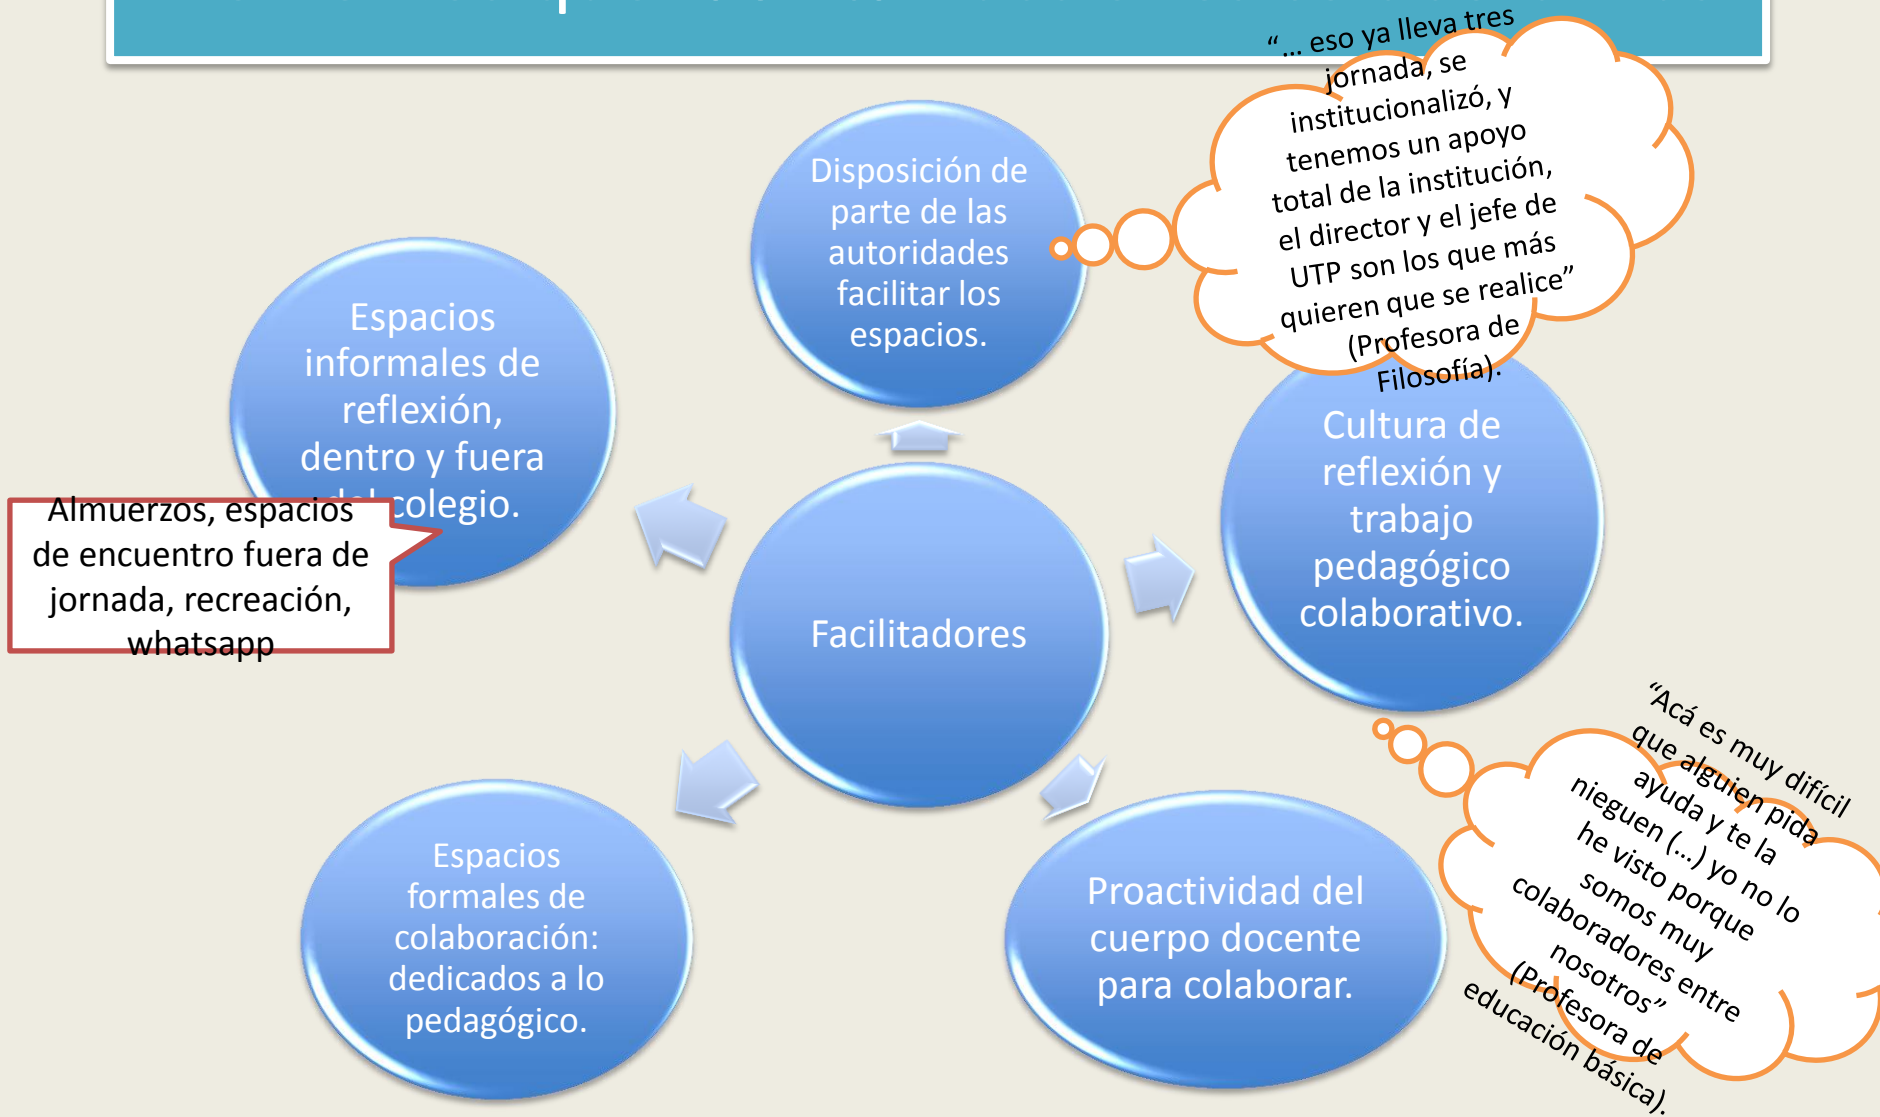 “… eso ya lleva tres
jornada, se
institucionalizó, y
tenemos un apoyo
total de la institución,
el director y el jefe de
UTP son los que más
quieren que se realice”
(Profesora de
Filosofía).
Disposición de
parte de las
autoridades
facilitar los
espacios.
Espacios
informales de
reflexión,
dentro y fuera
del colegio.
Almuerzos, espacios
de encuentro fuera de
jornada, recreación,
whatsapp
Cultura de
reflexión y
trabajo
pedagógico
colaborativo.
Facilitadores
“Acá es muy difícil
que alguien pida
ayuda y te la
nieguen (…) yo no lo
he visto porque
somos muy
colaboradores entre
nosotros”
(Profesora de
educación básica).
Espacios
formales de
colaboración:
dedicados a lo
pedagógico.
Proactividad del
cuerpo docente
para colaborar.